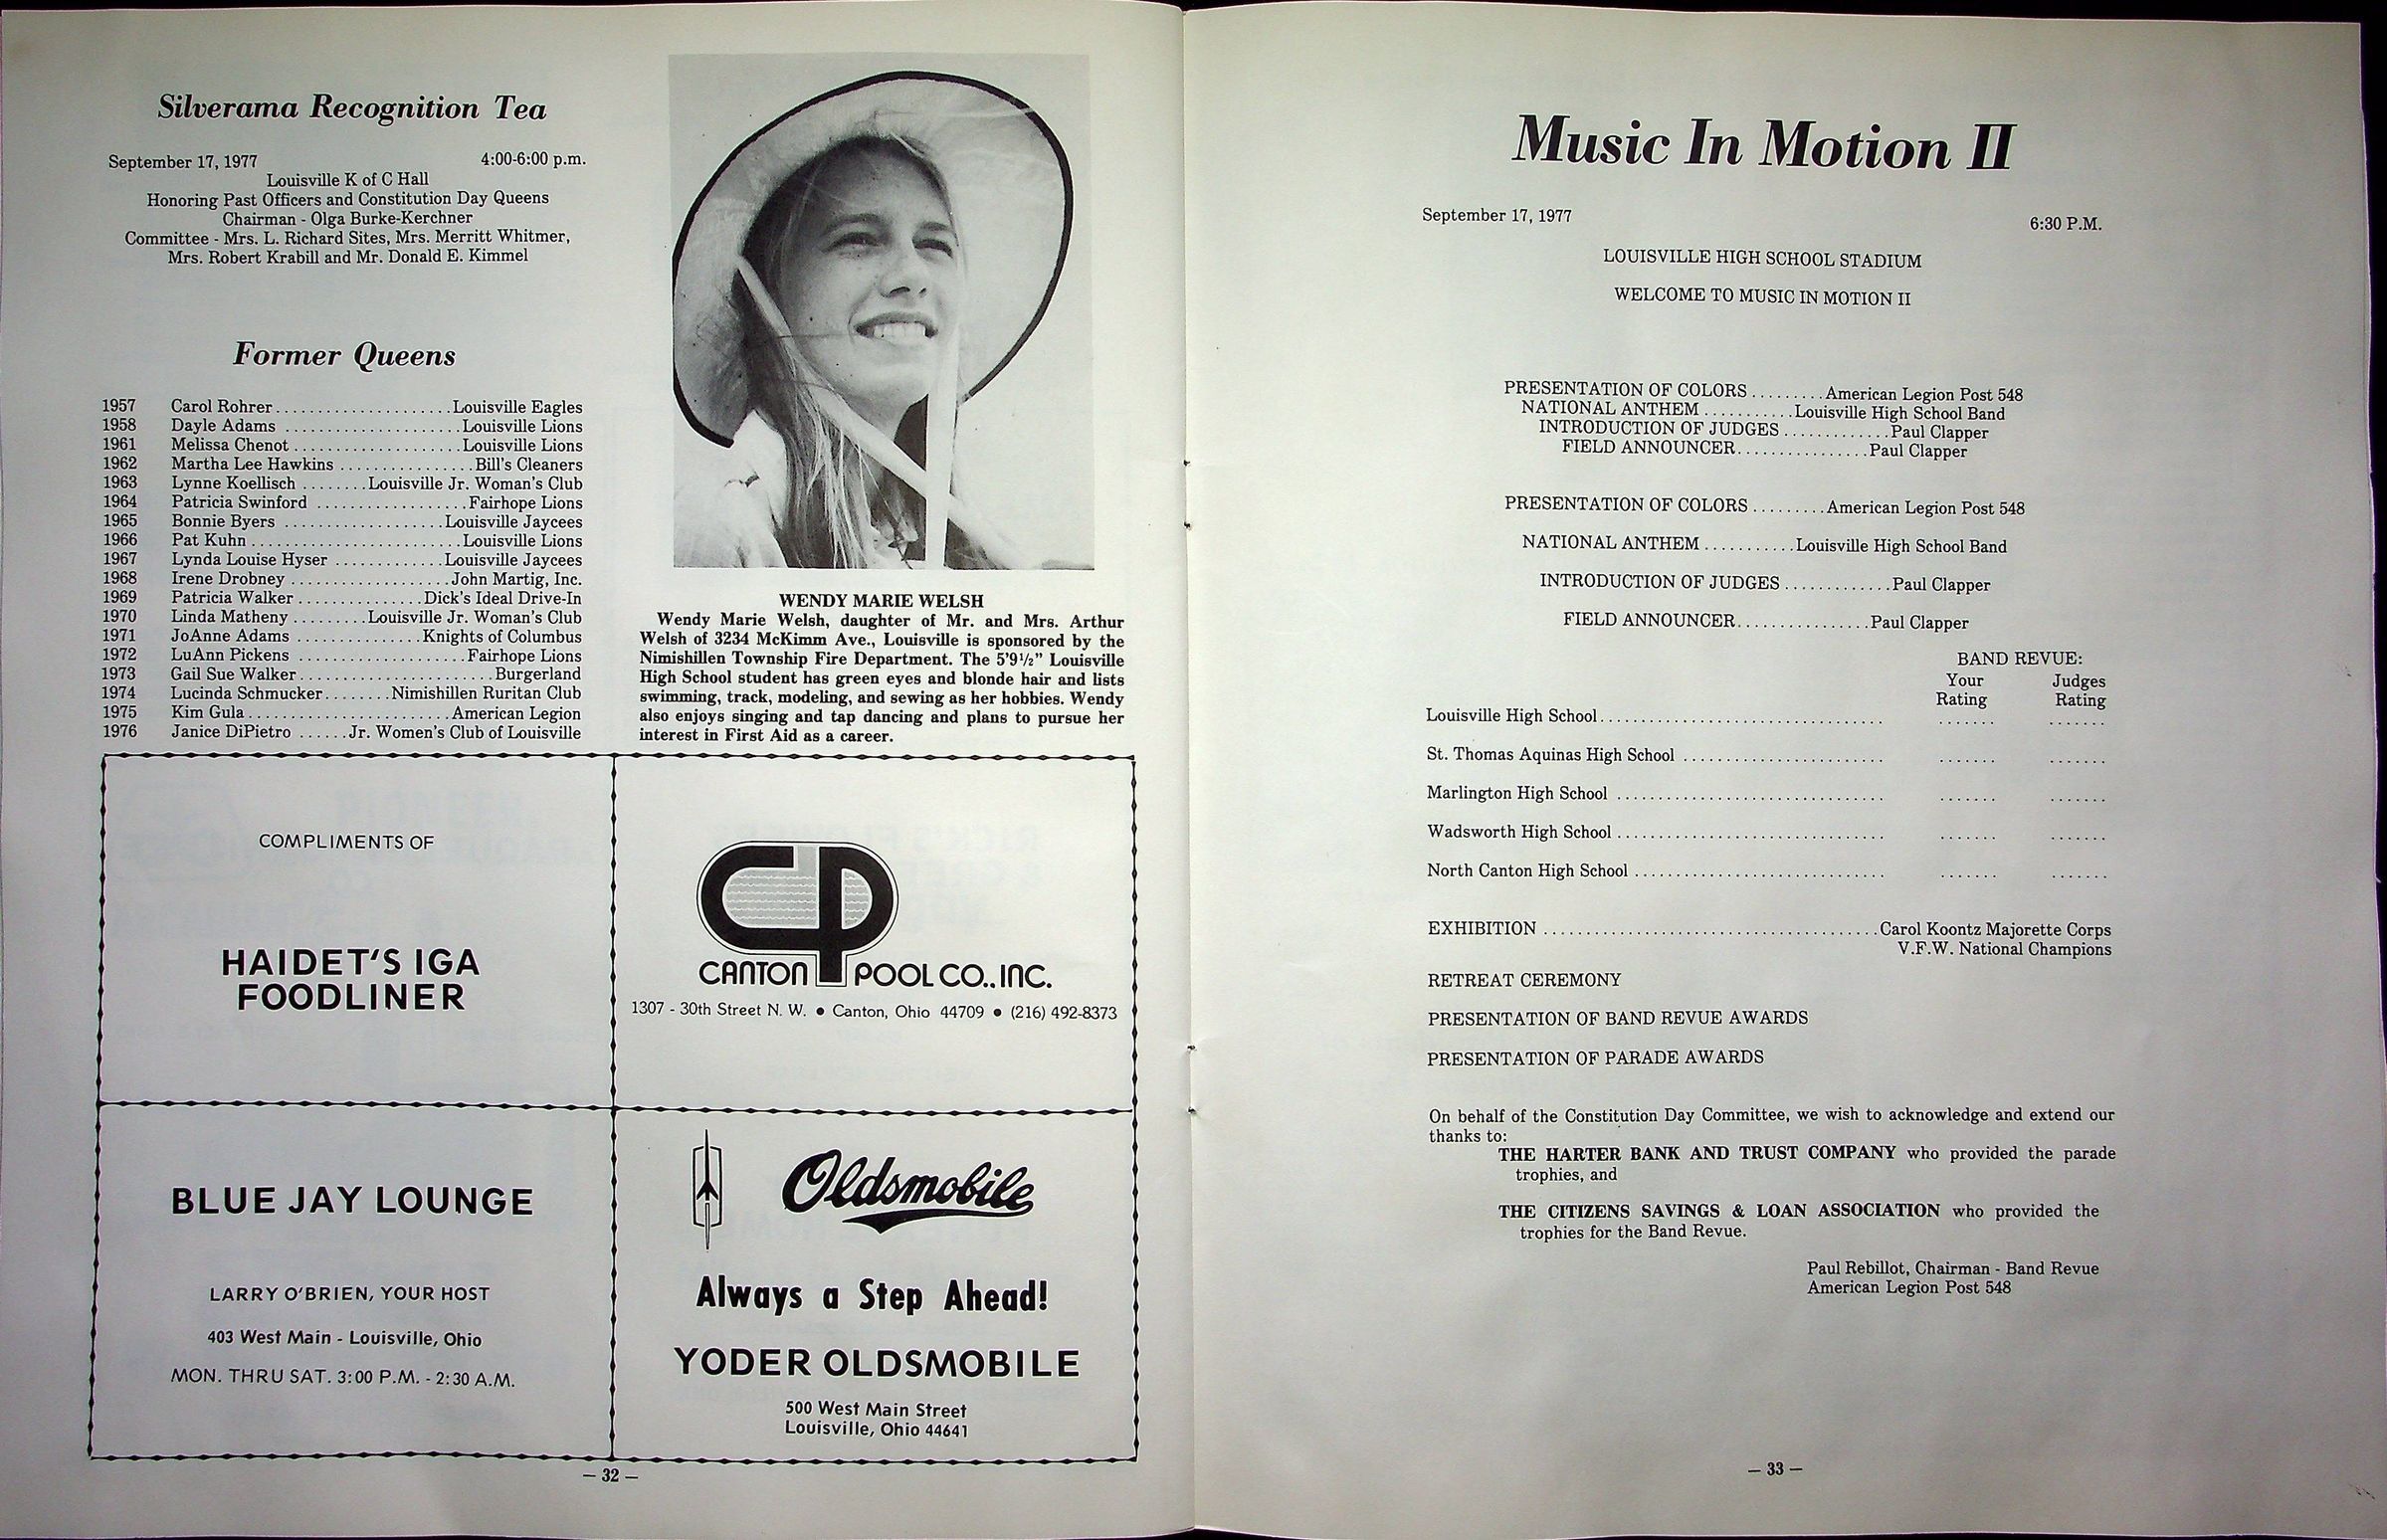 Silverama Recognition Tea
September 17, 1977 4:00-6:00 p.m.
Louisville K of C Hall
Honoring Past Officers and Constitution Day Queens
Chairman - Olga Burke-Kerchner
Committee - Mrs. L. Richard Sites, Mrs. Merritt Whitmer,
Mrs. Robert Krabill and Mr. Donald E. Kimmel
Former Queens
1957 Carol Rohrer.....................Louisville Eagles
1958 Dayle Adams .....................Louisville Lions
1961 Melissa Chenot....................Louisville Lions
1962 Martha Lee Hawkins ................Bill's Cleaners
1963 Lynne Koellisch ........Louisville Jr. Woman's Club
1964 Patricia Swinford ..................Fairhope Lions
1965 Bonnie Byers ...................Louisville Jaycees
1966 Pat Kuhn.........................Louisville Lions
1967 Lynda Louise Hyser .............Louisville Jaycees
1968 Irene Drobney ...................John Martig, Inc.
1969 Patricia Walker...............Dick's Ideal Drive-In
1970 Linda Matheny.........Louisville Jr. Woman's Club
1971 JoAnne Adams ...............Knights of Columbus
1972 LuAnn Pickens ....................Fairhope Lions
1973 Gail Sue Walker.......................Burgerland
1974 Lucinda Schmucker........Nimishillen Ruritan Club
1975 Kim Gula........................American Legion
1976 Janice DiPietro ......Jr. Women's Club of Louisville
WENDY MARIE WELSH
Wendy Marie Welsh, daughter of Mr. and Mrs. Arthur
Welsh of 3234 McKimm Ave., Louisville is sponsored by the
Nimishillen Township Fire Department. The 5'9½" Louisville
High School student has green eyes and blonde hair and lists
swimming, track, modeling, and sewing as her hobbies. Wendy
also enjoys singing and tap dancing and plans to pursue her
interest in First Aid as a career.
COMPLIMENTS OF
HAIDET'S IGA
FOODLINER
CP
CANTON POOL CO., INC.
1307 - 30th Street N. W. ● Canton, Ohio 44709 ● (216) 492-8373
BLUE JAY LOUNGE
LARRY O'BRIEN, YOUR HOST
403 West Main - Louisville, Ohio
MON. THRU SAT. 3:00 P.M. - 2:30 A.M.
Oldsmobile
Always a Step Ahead!
YODER OLDSMOBILE
500 West Main Street
Louisville, Ohio 44641
— 32 —
Music In Motion II
September 17, 1977 6:30 P.M.
LOUISVILLE HIGH SCHOOL STADIUM
WELCOME TO MUSIC IN MOTION II
PRESENTATION OF COLORS .........American Legion Post 548
NATIONAL ANTHEM ...........Louisville High School Band
INTRODUCTION OF JUDGES .............Paul Clapper
FIELD ANNOUNCER................Paul Clapper
PRESENTATION OF COLORS .........American Legion Post 548
NATIONAL ANTHEM ...........Louisville High School Band
INTRODUCTION OF JUDGES .............Paul Clapper
FIELD ANNOUNCER................Paul Clapper
BAND REVUE:
Your Judges
Rating Rating
Louisville High School.................................. ....... .......
St. Thomas Aquinas High School ........................ ....... .......
Marlington High School ................................ ....... .......
Wadsworth High School................................ ....... .......
North Canton High School .............................. ....... .......
EXHIBITION ........................................Carol Koontz Majorette Corps
V.F.W. National Champions
RETREAT CEREMONY
PRESENTATION OF BAND REVUE AWARDS
PRESENTATION OF PARADE AWARDS
On behalf of the Constitution Day Committee, we wish to acknowledge and extend our
thanks to:
THE HARTER BANK AND TRUST COMPANY who provided the parade
trophies, and
THE CITIZENS SAVINGS & LOAN ASSOCIATION who provided the
trophies for the Band Revue.
Paul Rebillot, Chairman - Band Revue
American Legion Post 548
— 33 —